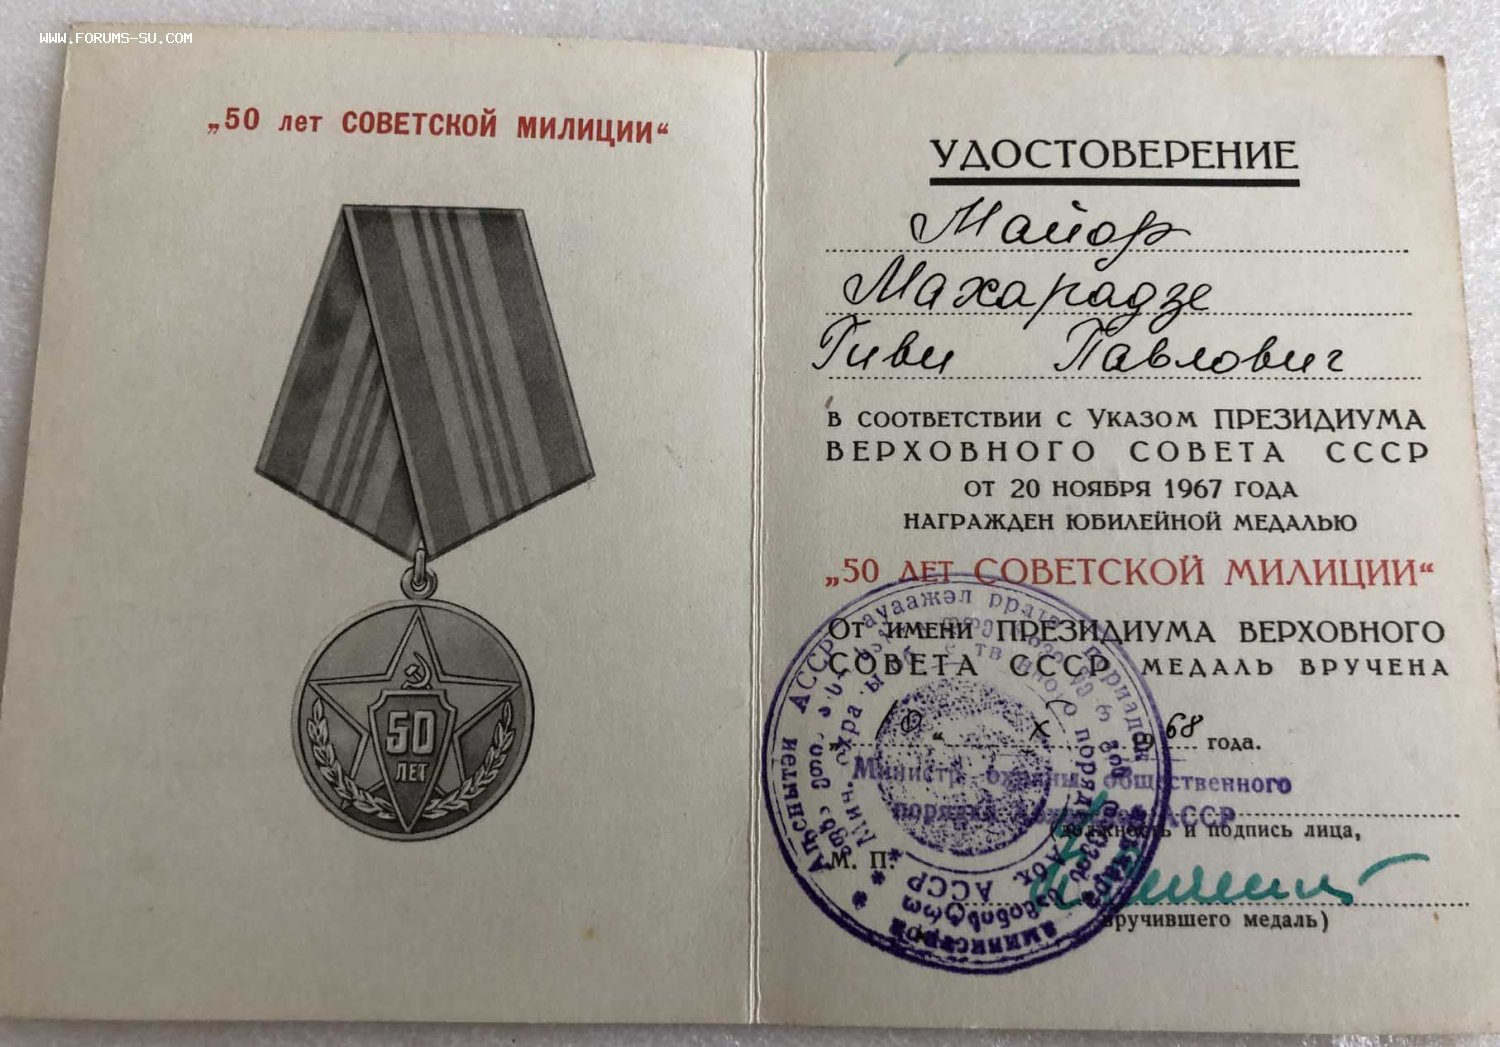 WWW.FORUMS-SU.COM
„50 лет СОВЕТСКОЙ МИЛИЦИИ“
50
ЛЕТ
УДОСТОВЕРЕНИЕ
Майор
Махарадзе
Гиви Павлович
В СООТВЕТСТВИИ С УКАЗОМ ПРЕЗИДИУМА
ВЕРХОВНОГО СОВЕТА СССР
ОТ 20 НОЯБРЯ 1967 ГОДА
НАГРАЖДЕН ЮБИЛЕЙНОЙ МЕДАЛЬЮ
„50 ЛЕТ СОВЕТСКОЙ МИЛИЦИИ“
ОТ ИМЕНИ ПРЕЗИДИУМА ВЕРХОВНОГО
СОВЕТА СССР МЕДАЛЬ ВРУЧЕНА
X 1968 года.
Министр охраны общественного
порядка АССР
(должность и подпись лица,
М. П.
вручившего медаль)